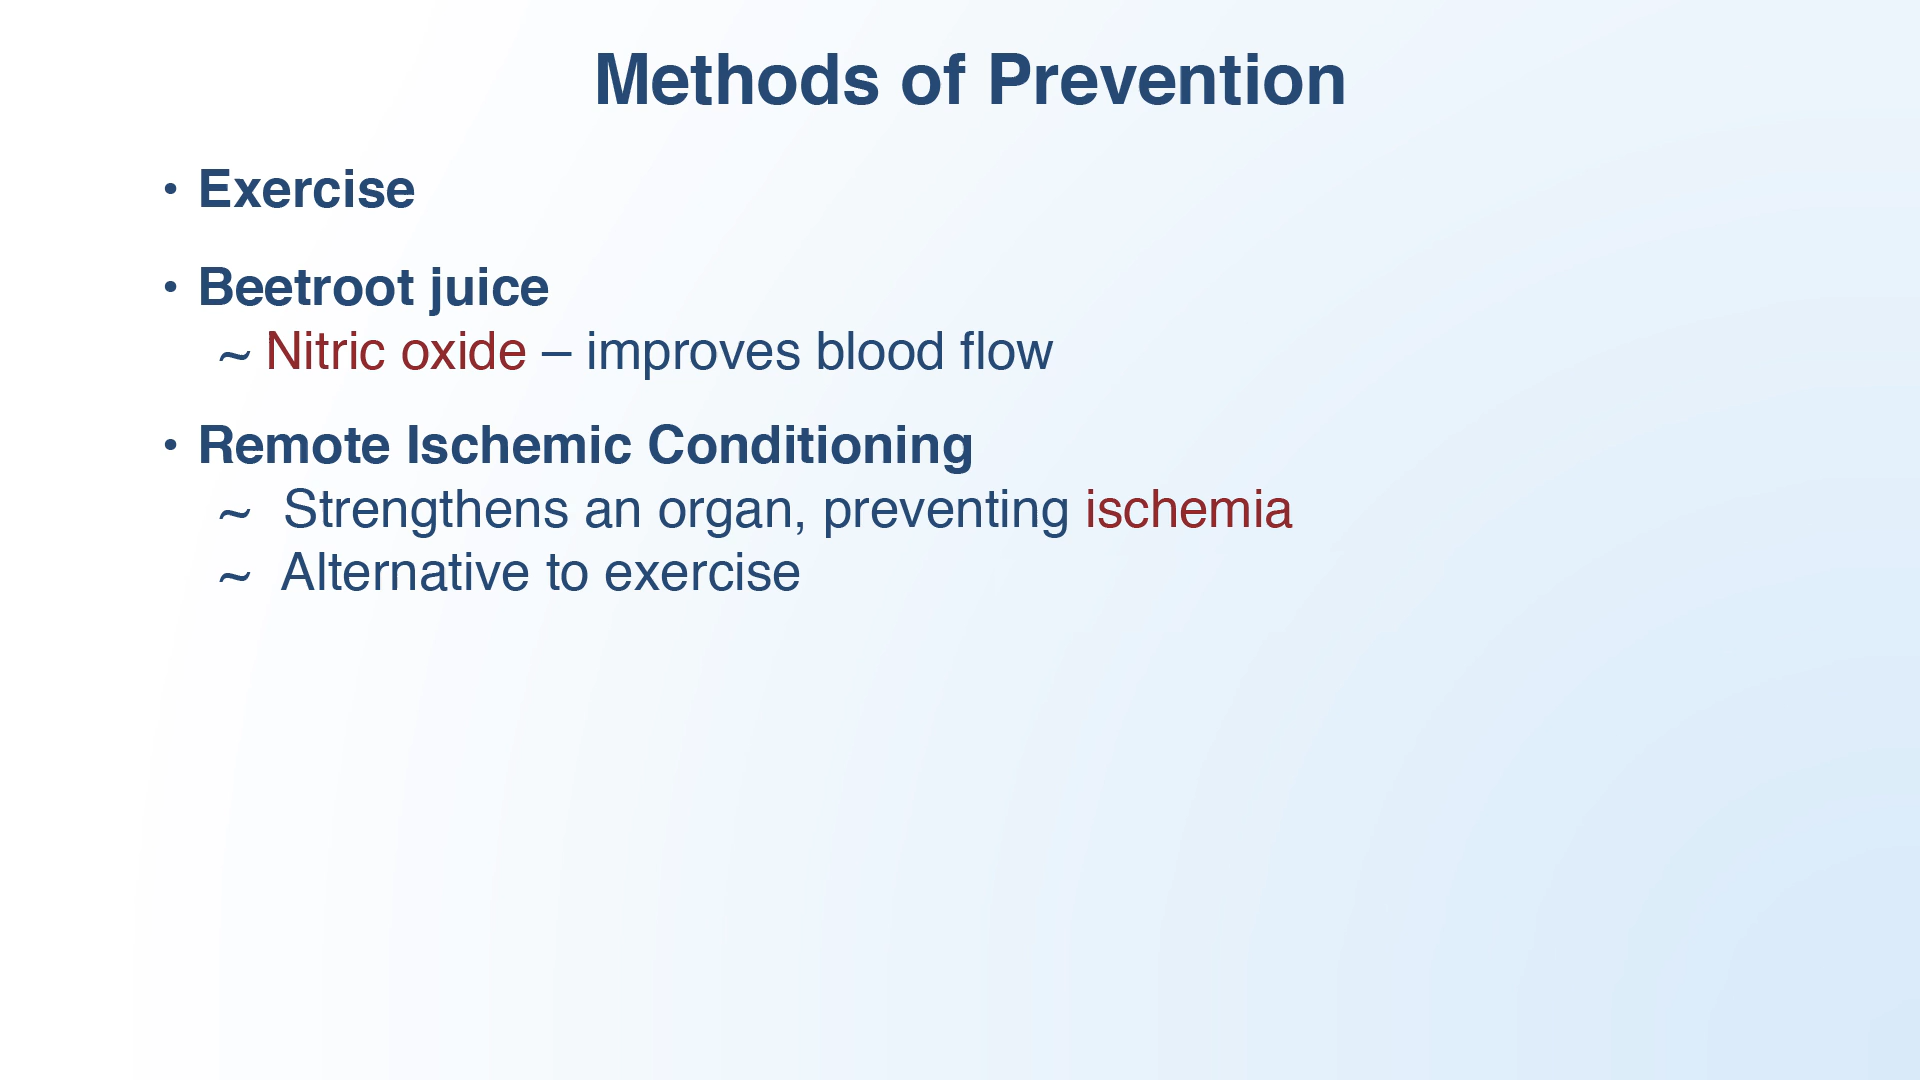 Methods of Prevention
• Exercise
• Beetroot juice
~ Nitric oxide – improves blood flow
• Remote Ischemic Conditioning
~ Strengthens an organ, preventing ischemia
~ Alternative to exercise